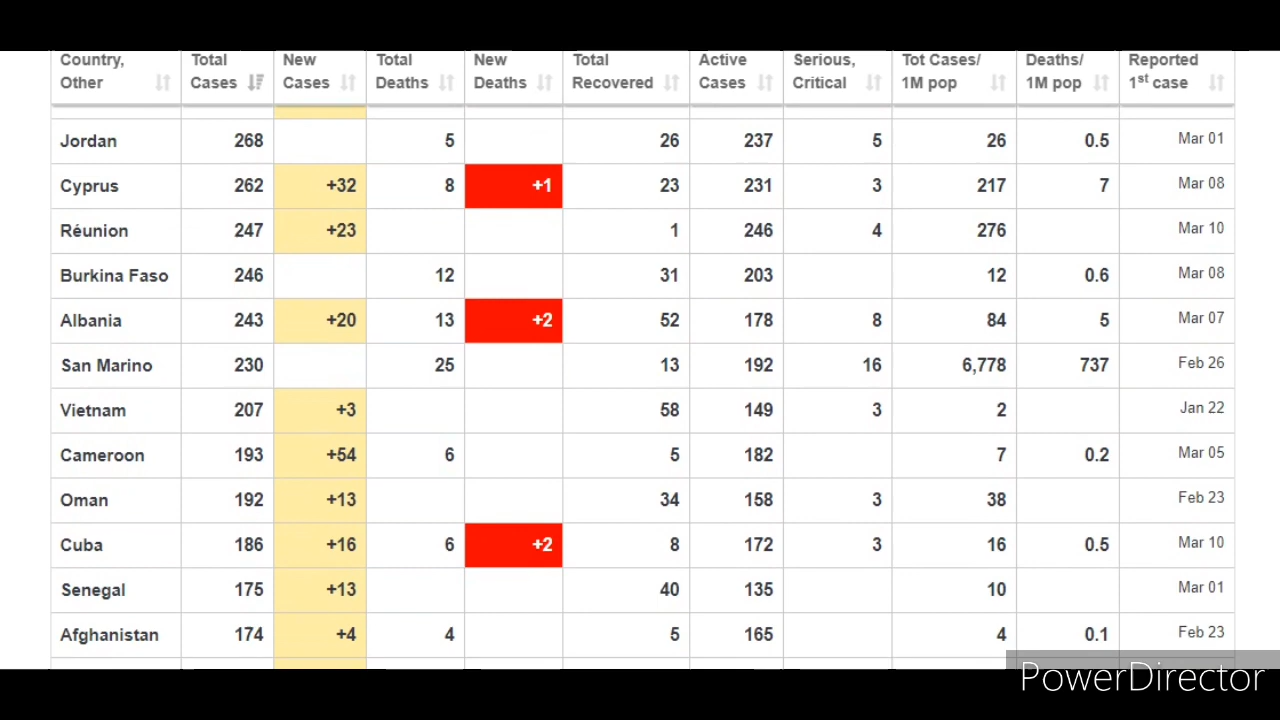 Country, Other Total Cases New Cases Total Deaths New Deaths Total Recovered Active Cases Serious, Critical Tot Cases/ 1M pop Deaths/ 1M pop Reported 1st case
Jordan 268 5 26 237 5 26 0.5 Mar 01
Cyprus 262 +32 8 +1 23 231 3 217 7 Mar 08
Réunion 247 +23 1 246 4 276 Mar 10
Burkina Faso 246 12 31 203 12 0.6 Mar 08
Albania 243 +20 13 +2 52 178 8 84 5 Mar 07
San Marino 230 25 13 192 16 6,778 737 Feb 26
Vietnam 207 +3 58 149 3 2 Jan 22
Cameroon 193 +54 6 5 182 7 0.2 Mar 05
Oman 192 +13 34 158 3 38 Feb 23
Cuba 186 +16 6 +2 8 172 3 16 0.5 Mar 10
Senegal 175 +13 40 135 10 Mar 01
Afghanistan 174 +4 4 5 165 4 0.1 Feb 23
PowerDirector